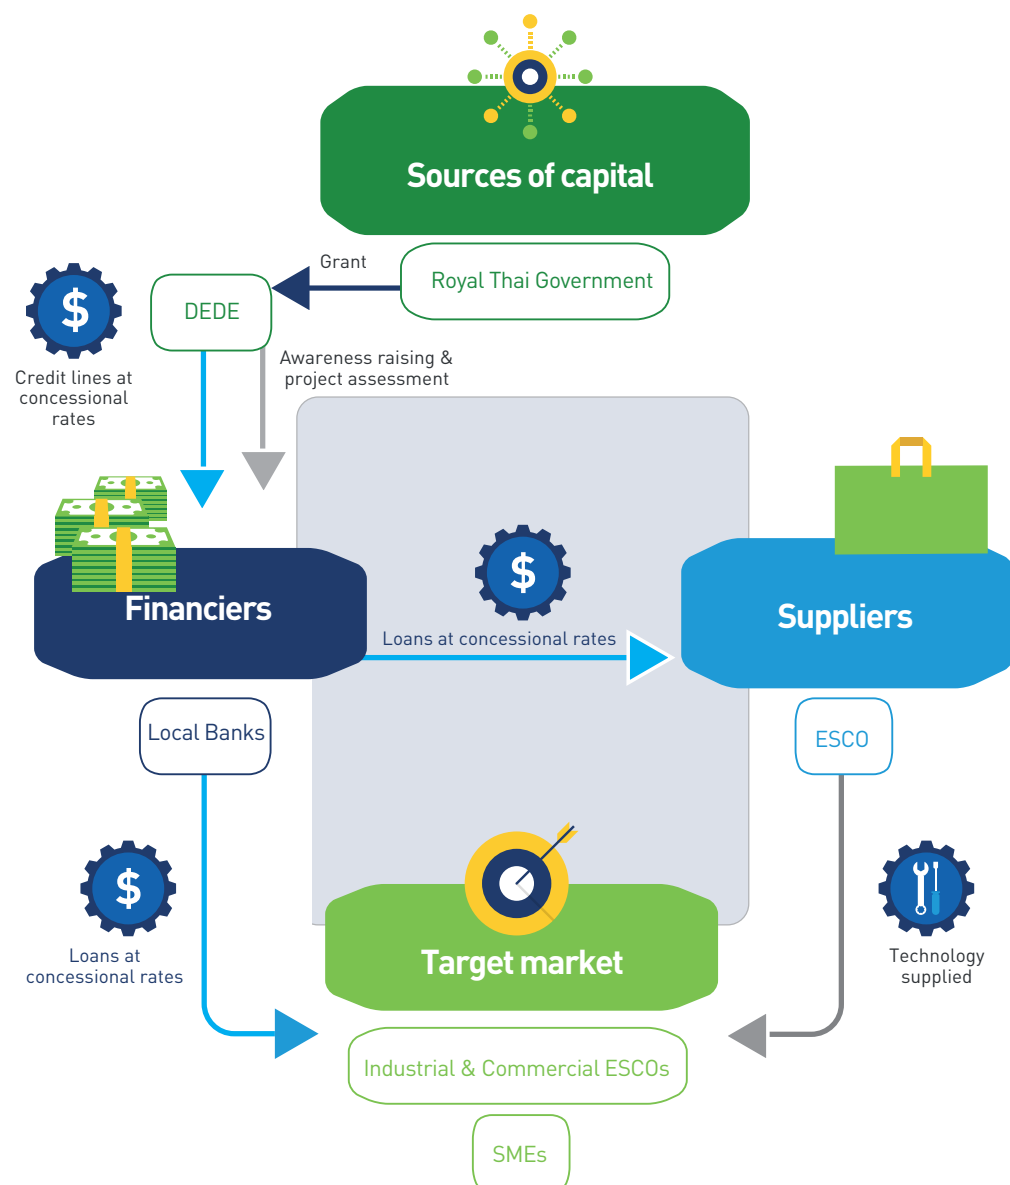 Sources of capital
Grant
Royal Thai Government
DEDE
$
Awareness raising &
project assessment
Credit lines at
concessional
rates
$
Financiers
Suppliers
Loans at concessional rates
Local Banks
ESCO
$
Loans at
concessional rates
Technology
supplied
Target market
Industrial & Commercial ESCOs
SMEs